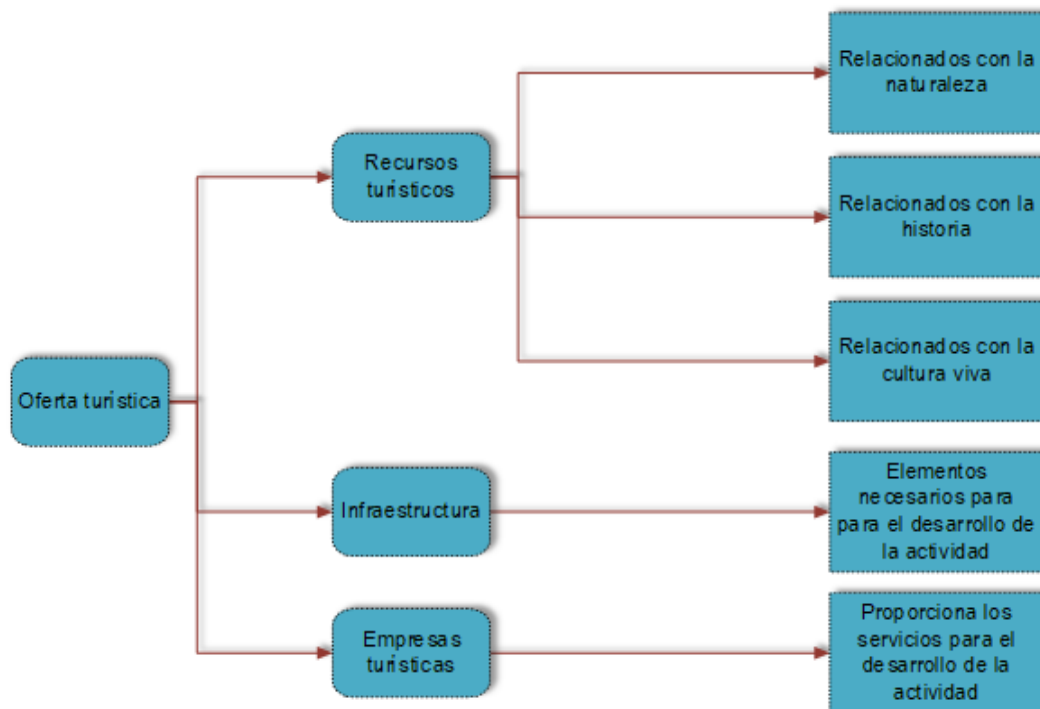 Relacionados con la
naturaleza
Recursos
turísticos
Relacionados con la
historia
Relacionados con la
cultura viva
Oferta turística
Infraestructura
Elementos
necesarios para
para el desarrollo de
la actividad
Empresas
turísticas
Proporciona los
servicios para el
desarrollo de la
actividad